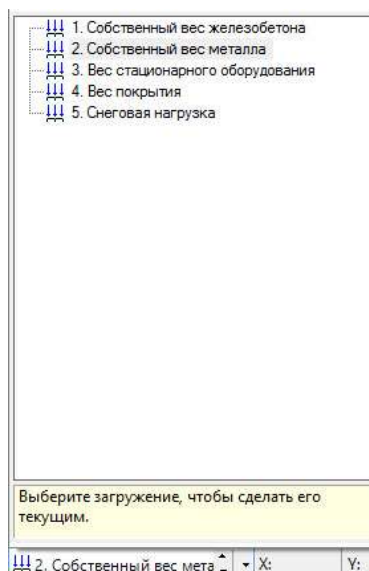 1. Собственный вес железобетона
2. Собственный вес металла
3. Вес стационарного оборудования
4. Вес покрытия
5. Снеговая нагрузка
Выберите загружение, чтобы сделать его
текущим.
2. Собственный вес мета X: Y: